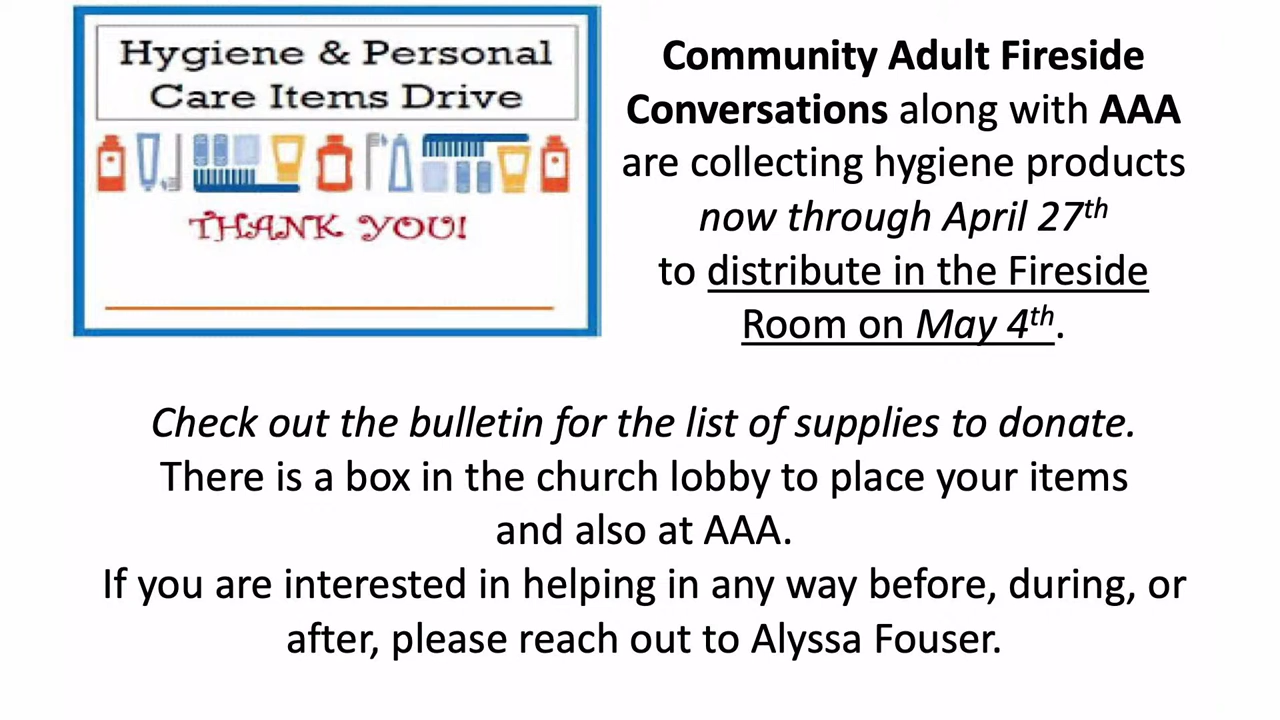 Hygiene & Personal
Care Items Drive
THANK YOU!
Community Adult Fireside
Conversations along with AAA
are collecting hygiene products
now through April 27th
to distribute in the Fireside
Room on May 4th.
Check out the bulletin for the list of supplies to donate.
There is a box in the church lobby to place your items
and also at AAA.
If you are interested in helping in any way before, during, or
after, please reach out to Alyssa Fouser.